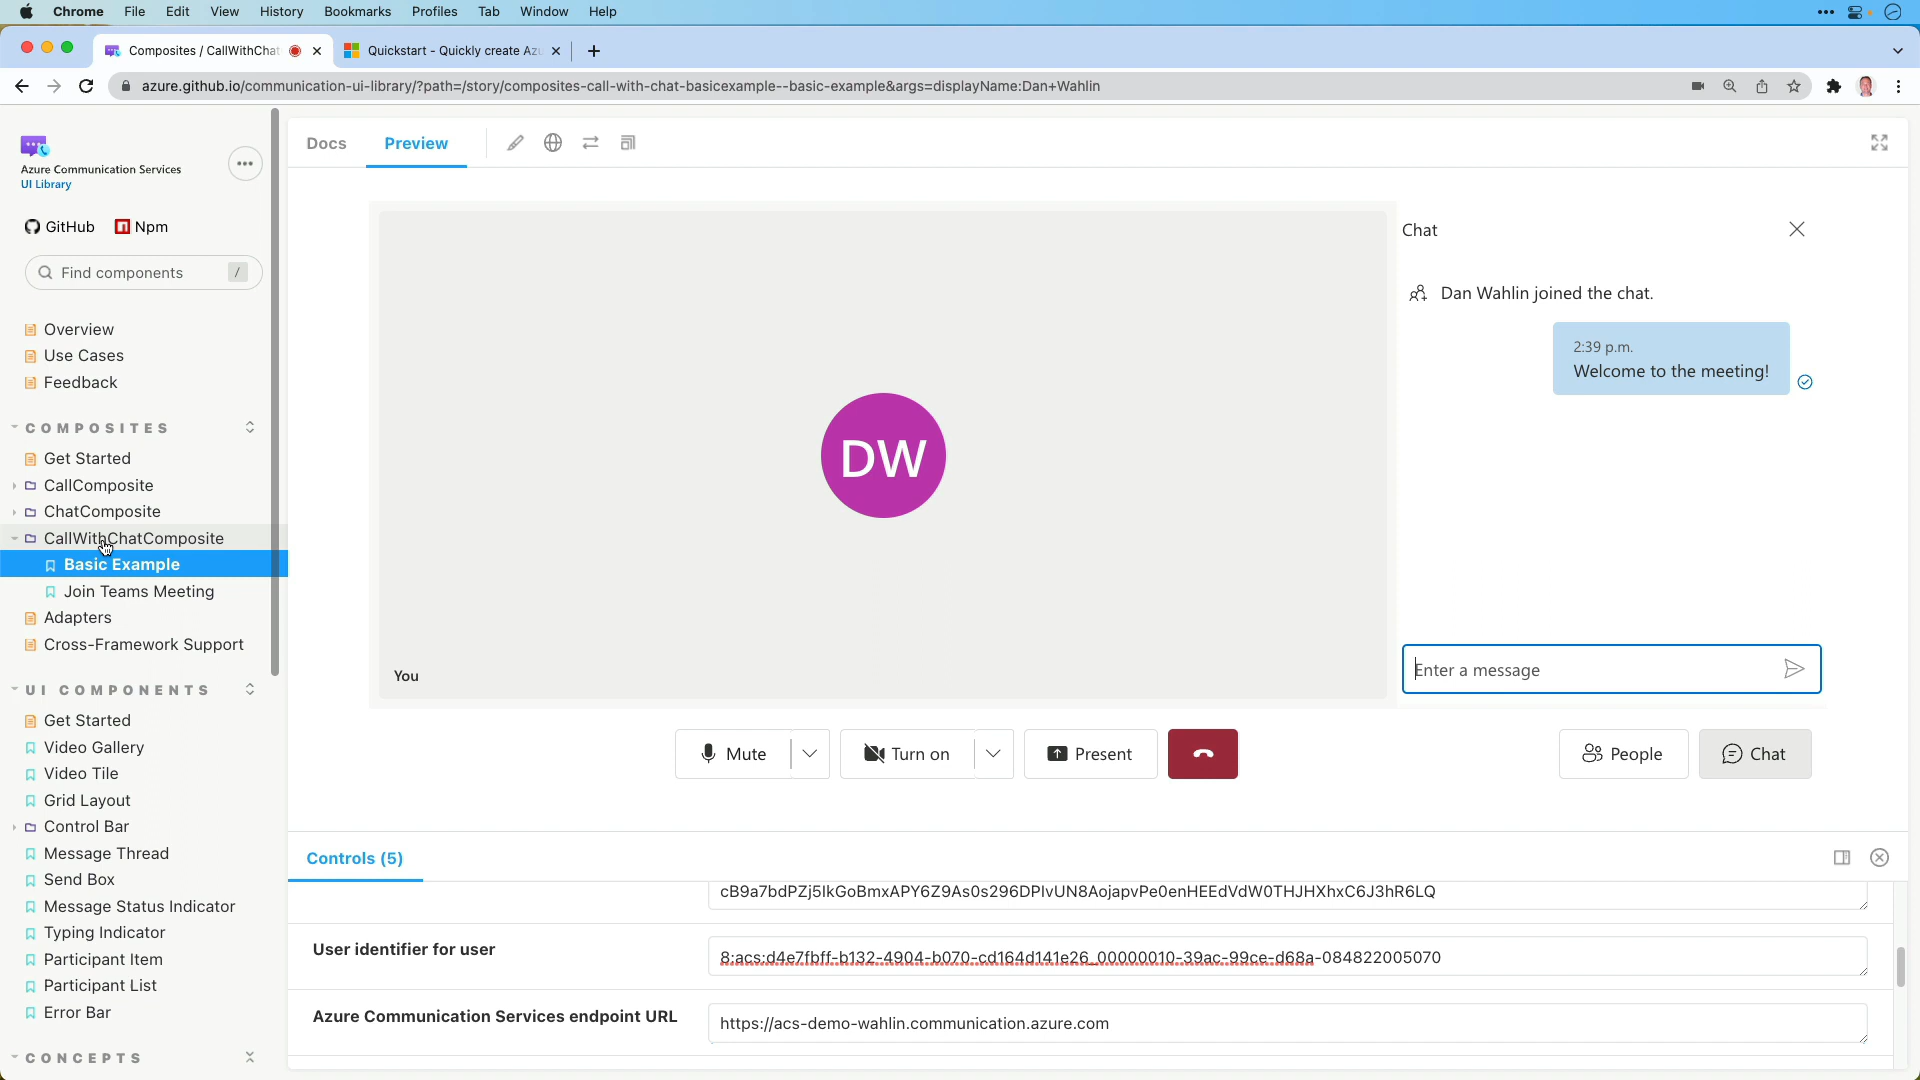 Chrome File Edit View History Bookmarks Profiles Tab Window Help
Composites / CallWithChat
Quickstart - Quickly create Azu
azure.github.io/communication-ui-library/?path=/story/composites-call-with-chat-basicexample--basic-example&args=displayName:Dan+Wahlin
Azure Communication Services
UI Library
GitHub Npm
Find components /
Overview
Use Cases
Feedback
COMPOSITES
Get Started
CallComposite
ChatComposite
CallWithChatComposite
Basic Example
Join Teams Meeting
Adapters
Cross-Framework Support
UI COMPONENTS
Get Started
Video Gallery
Video Tile
Grid Layout
Control Bar
Message Thread
Send Box
Message Status Indicator
Typing Indicator
Participant Item
Participant List
Error Bar
CONCEPTS
Docs Preview
DW
You
Chat
Dan Wahlin joined the chat.
2:39 p.m.
Welcome to the meeting!
Enter a message
Mute Turn on Present People Chat
Controls (5)
cB9a7bdPZj5IkGoBmxAPY6Z9As0s296DPIvUN8AojapvPe0enHEEdVdW0THJHXhxC6J3hR6LQ
User identifier for user
8:acs:d4e7fbff-b132-4904-b070-cd164d141e26_00000010-39ac-99ce-d68a-084822005070
Azure Communication Services endpoint URL
https://acs-demo-wahlin.communication.azure.com